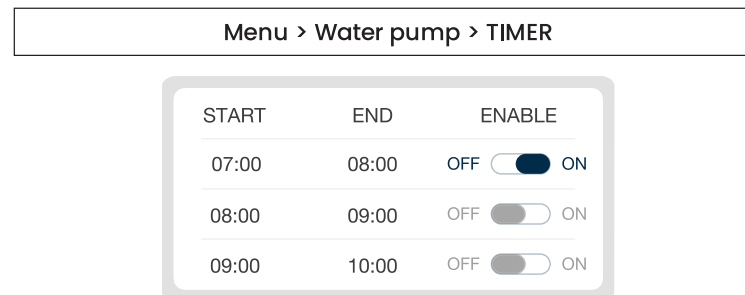 Menu > Water pump > TIMER
START END ENABLE
07:00 08:00 OFF ON
08:00 09:00 OFF ON
09:00 10:00 OFF ON